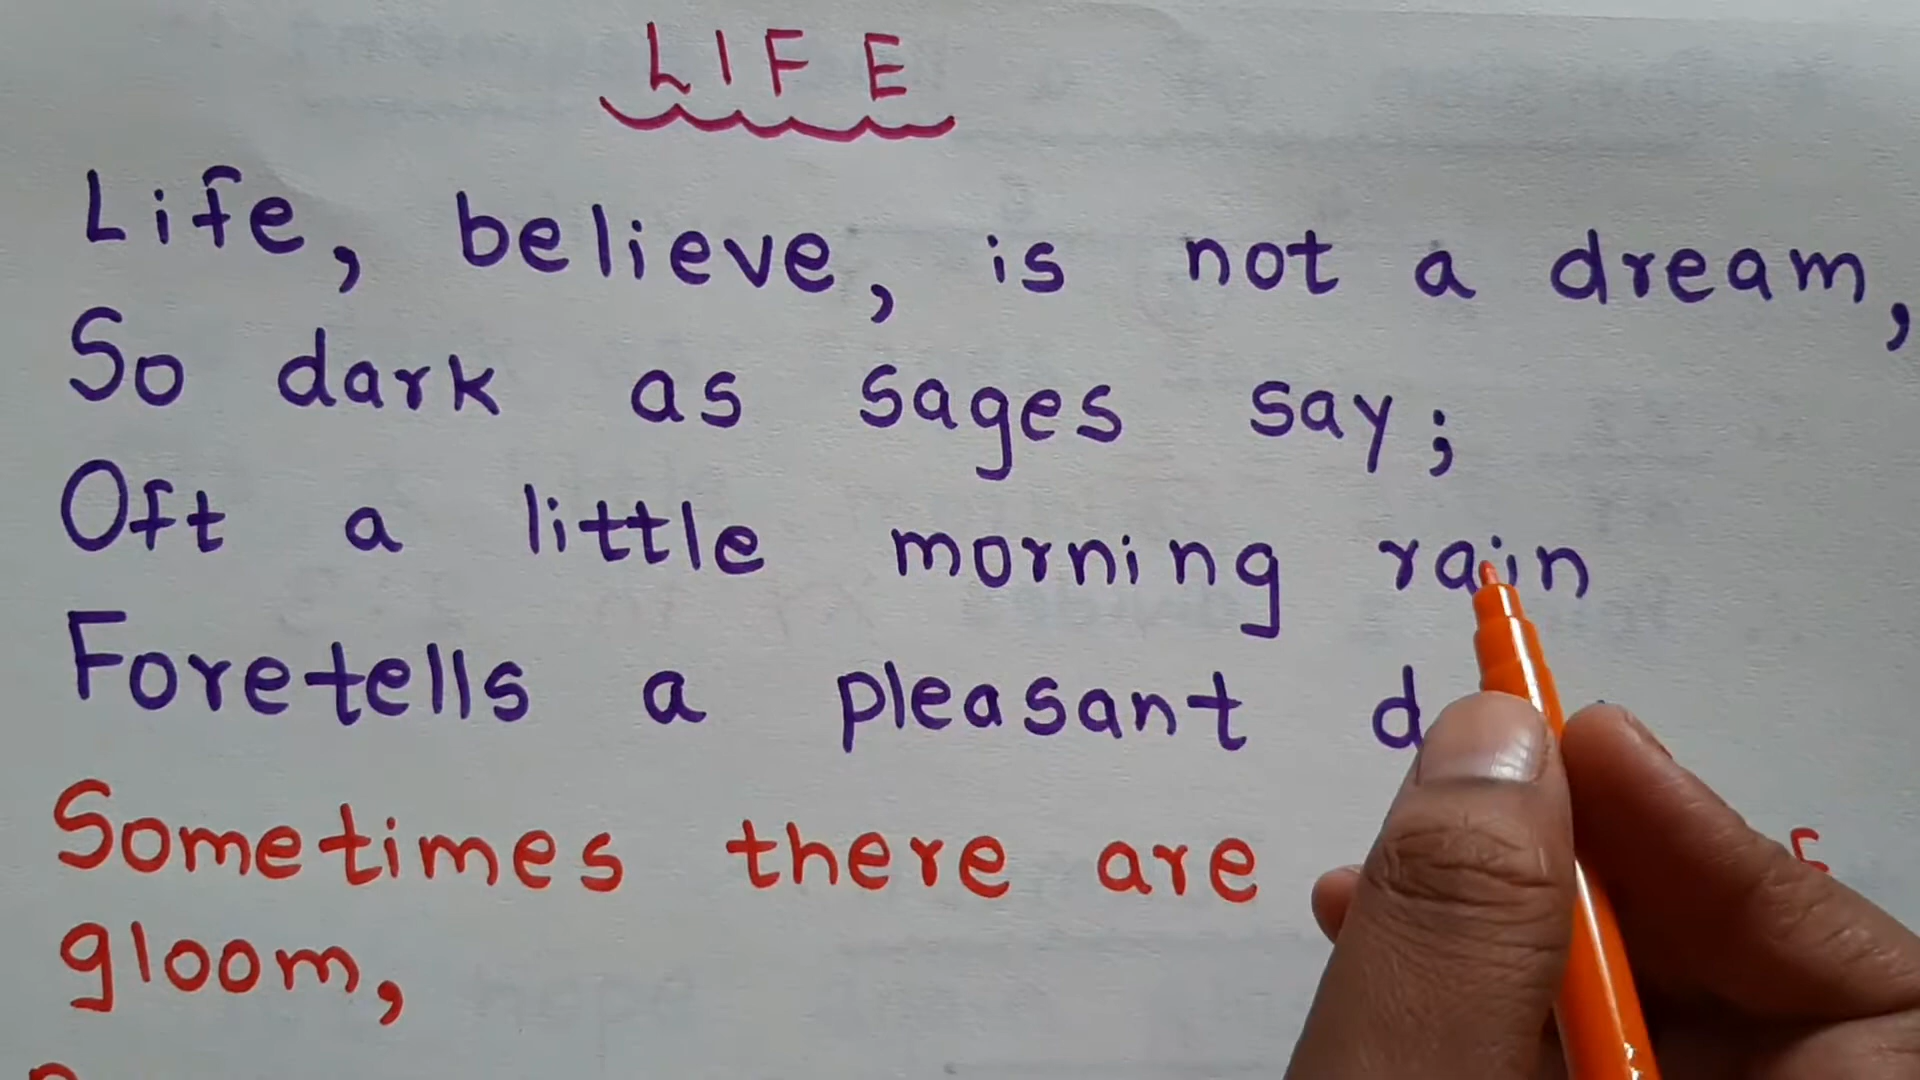 LIFE
Life, believe, is not a dream,
So dark as sages say;
Oft a little morning rain
Foretells a pleasant
Sometimes there are
gloom,